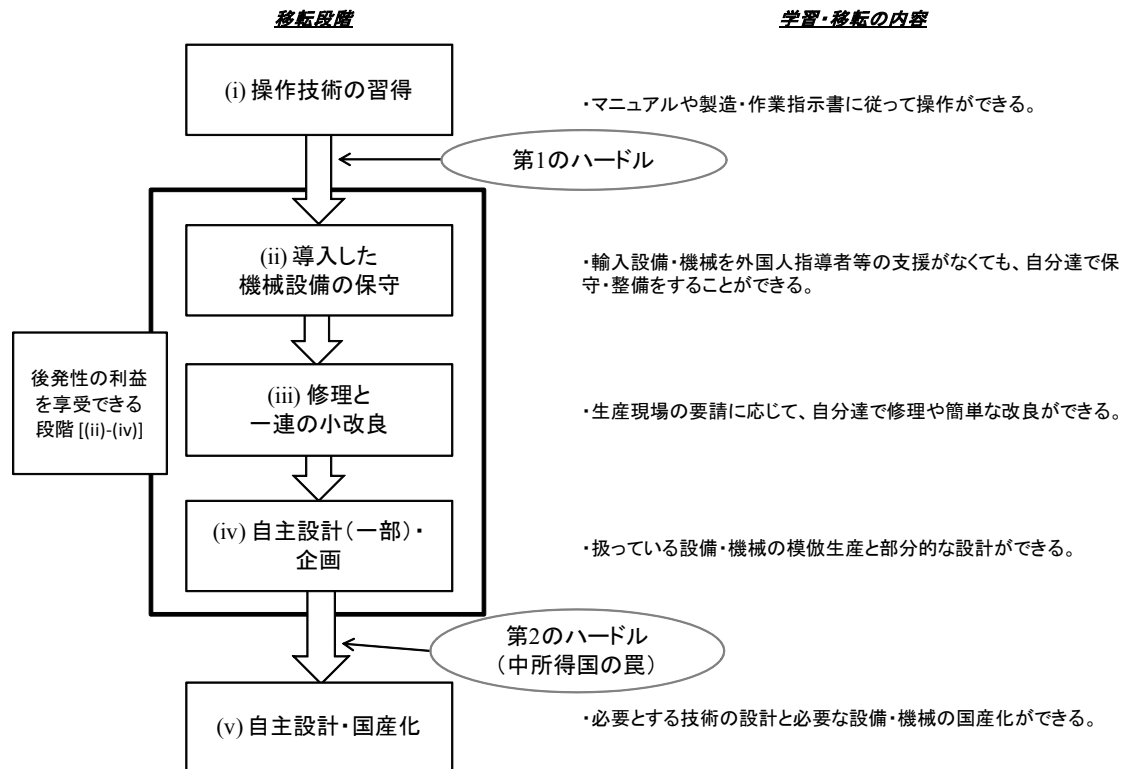 移転段階
学習・移転の内容
(i) 操作技術の習得
・マニュアルや製造・作業指示書に従って操作ができる。
第1のハードル
(ii) 導入した
機械設備の保守
・輸入設備・機械を外国人指導者等の支援がなくても、自分達で保
守・整備をすることができる。
後発性の利益
を享受できる
段階 [(ii)-(iv)]
(iii) 修理と
一連の小改良
・生産現場の要請に応じて、自分達で修理や簡単な改良ができる。
(iv) 自主設計(一部)・
企画
・扱っている設備・機械の模倣生産と部分的な設計ができる。
第2のハードル
(中所得国の罠)
(v) 自主設計・国産化
・必要とする技術の設計と必要な設備・機械の国産化ができる。